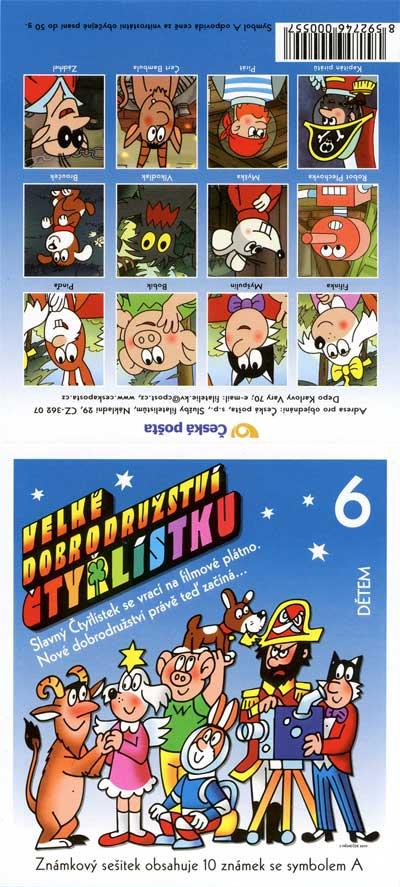 Česká pošta
Adresa pro objednání: Česká pošta, s.p., Služby filatelistům, Nákladní, 29, CZ-362 07
Depo Karlovy Vary 70; e-mail: filatelie.kv@cpost.cz, www.ceskaposta.cz
Fifinka Myšpulín Bobík Pinďa
Robot Plechovka Myška Vlkodlak Brouček
Kapitán pirátů Pirát Čert Bambula Zádrhel
8 592746 000557
Symbol A odpovídá ceně za vnitrostátní obyčejné psaní do 50 g.
VELKÉ
DOBRODRUŽSTVÍ
ČTYŘLÍSTKU
Slavný Čtyřlístek se vrací na filmové plátno.
Nové dobrodružství právě teď začíná...
6
DĚTEM
Známkový sešitek obsahuje 10 známek se symbolem A